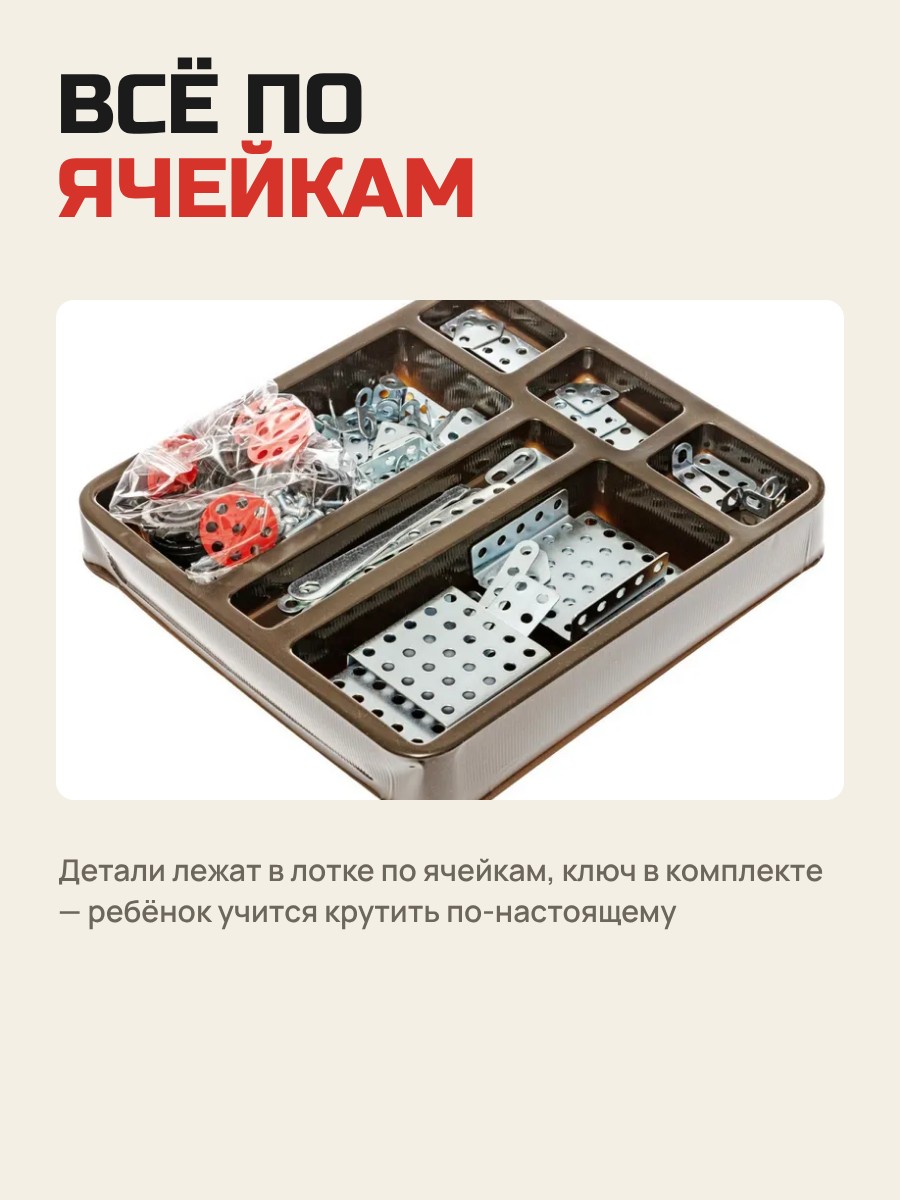 ВСЁ ПО
ЯЧЕЙКАМ
Детали лежат в лотке по ячейкам, ключ в комплекте
— ребёнок учится крутить по-настоящему